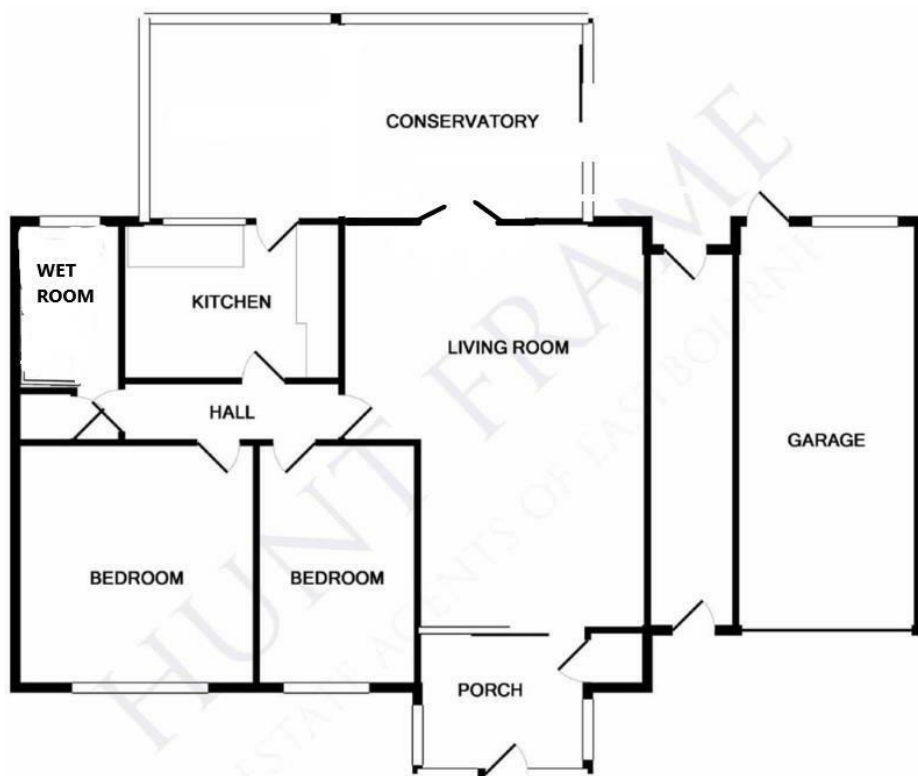 CONSERVATORY
WET
ROOM
KITCHEN
LIVING ROOM
HALL
GARAGE
BEDROOM
BEDROOM
PORCH
HUNT FRAME
ESTATE AGENTS OF EASTBOURNE